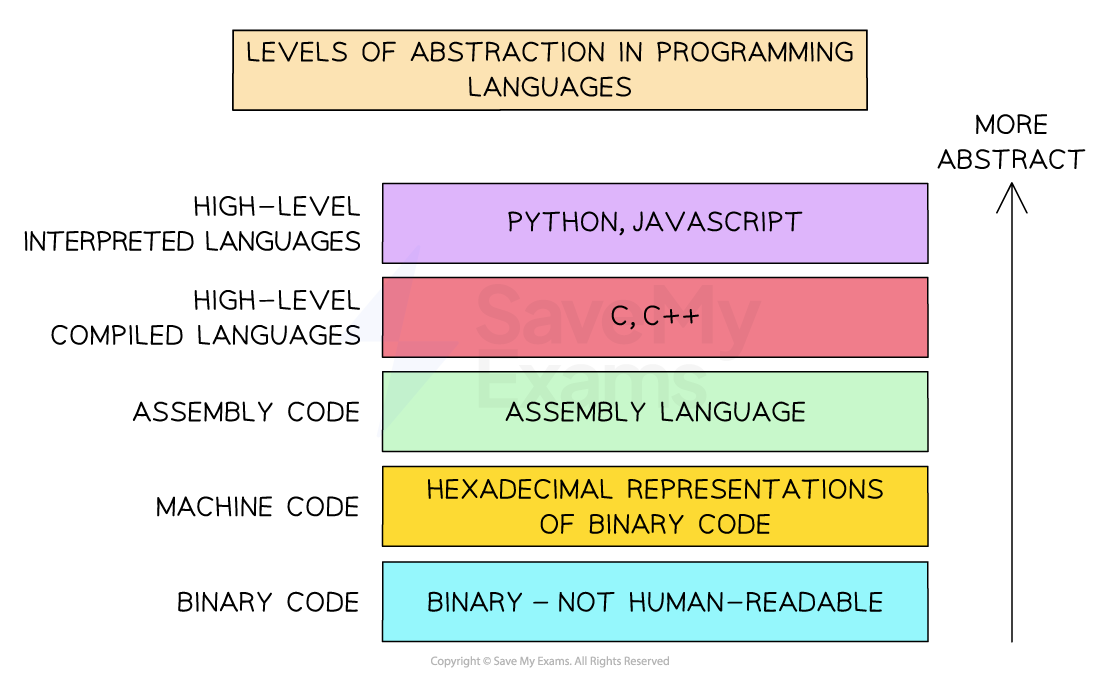 LEVELS OF ABSTRACTION IN PROGRAMMING
LANGUAGES
MORE
ABSTRACT
HIGH-LEVEL
INTERPRETED LANGUAGES
PYTHON, JAVASCRIPT
HIGH-LEVEL
COMPILED LANGUAGES
C, C++
SaveMy
Exams
ASSEMBLY CODE
ASSEMBLY LANGUAGE
MACHINE CODE
HEXADECIMAL REPRESENTATIONS
OF BINARY CODE
BINARY CODE
BINARY – NOT HUMAN-READABLE
Copyright © Save My Exams. All Rights Reserved